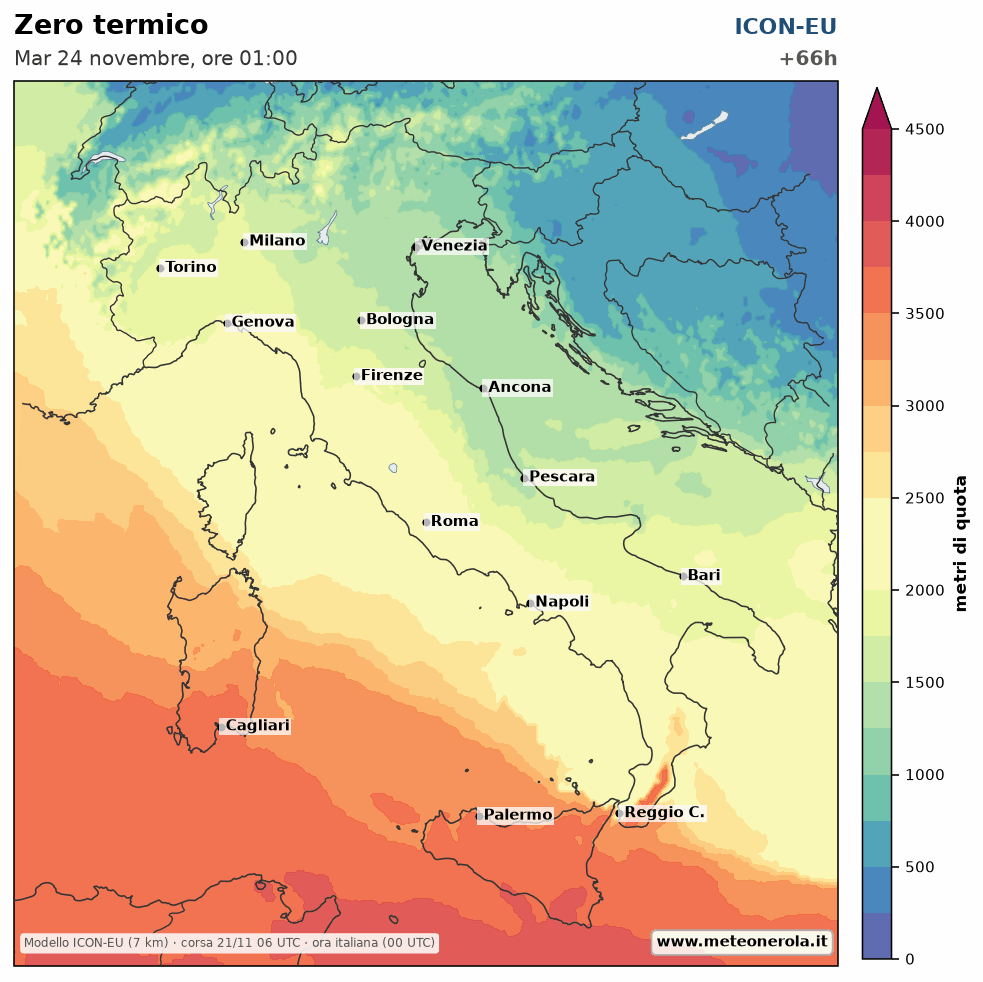 Zero termico
ICON-EU
Mar 24 novembre, ore 01:00
+66h
4500
4000
3500
3000
2500
2000
1500
1000
500
0
metri di quota
Milano
Venezia
Torino
Genova
Bologna
Firenze
Ancona
Pescara
Roma
Bari
Napoli
Cagliari
Palermo
Reggio C.
Modello ICON-EU (7 km) · corsa 21/11 06 UTC · ora italiana (00 UTC)
www.meteonerola.it